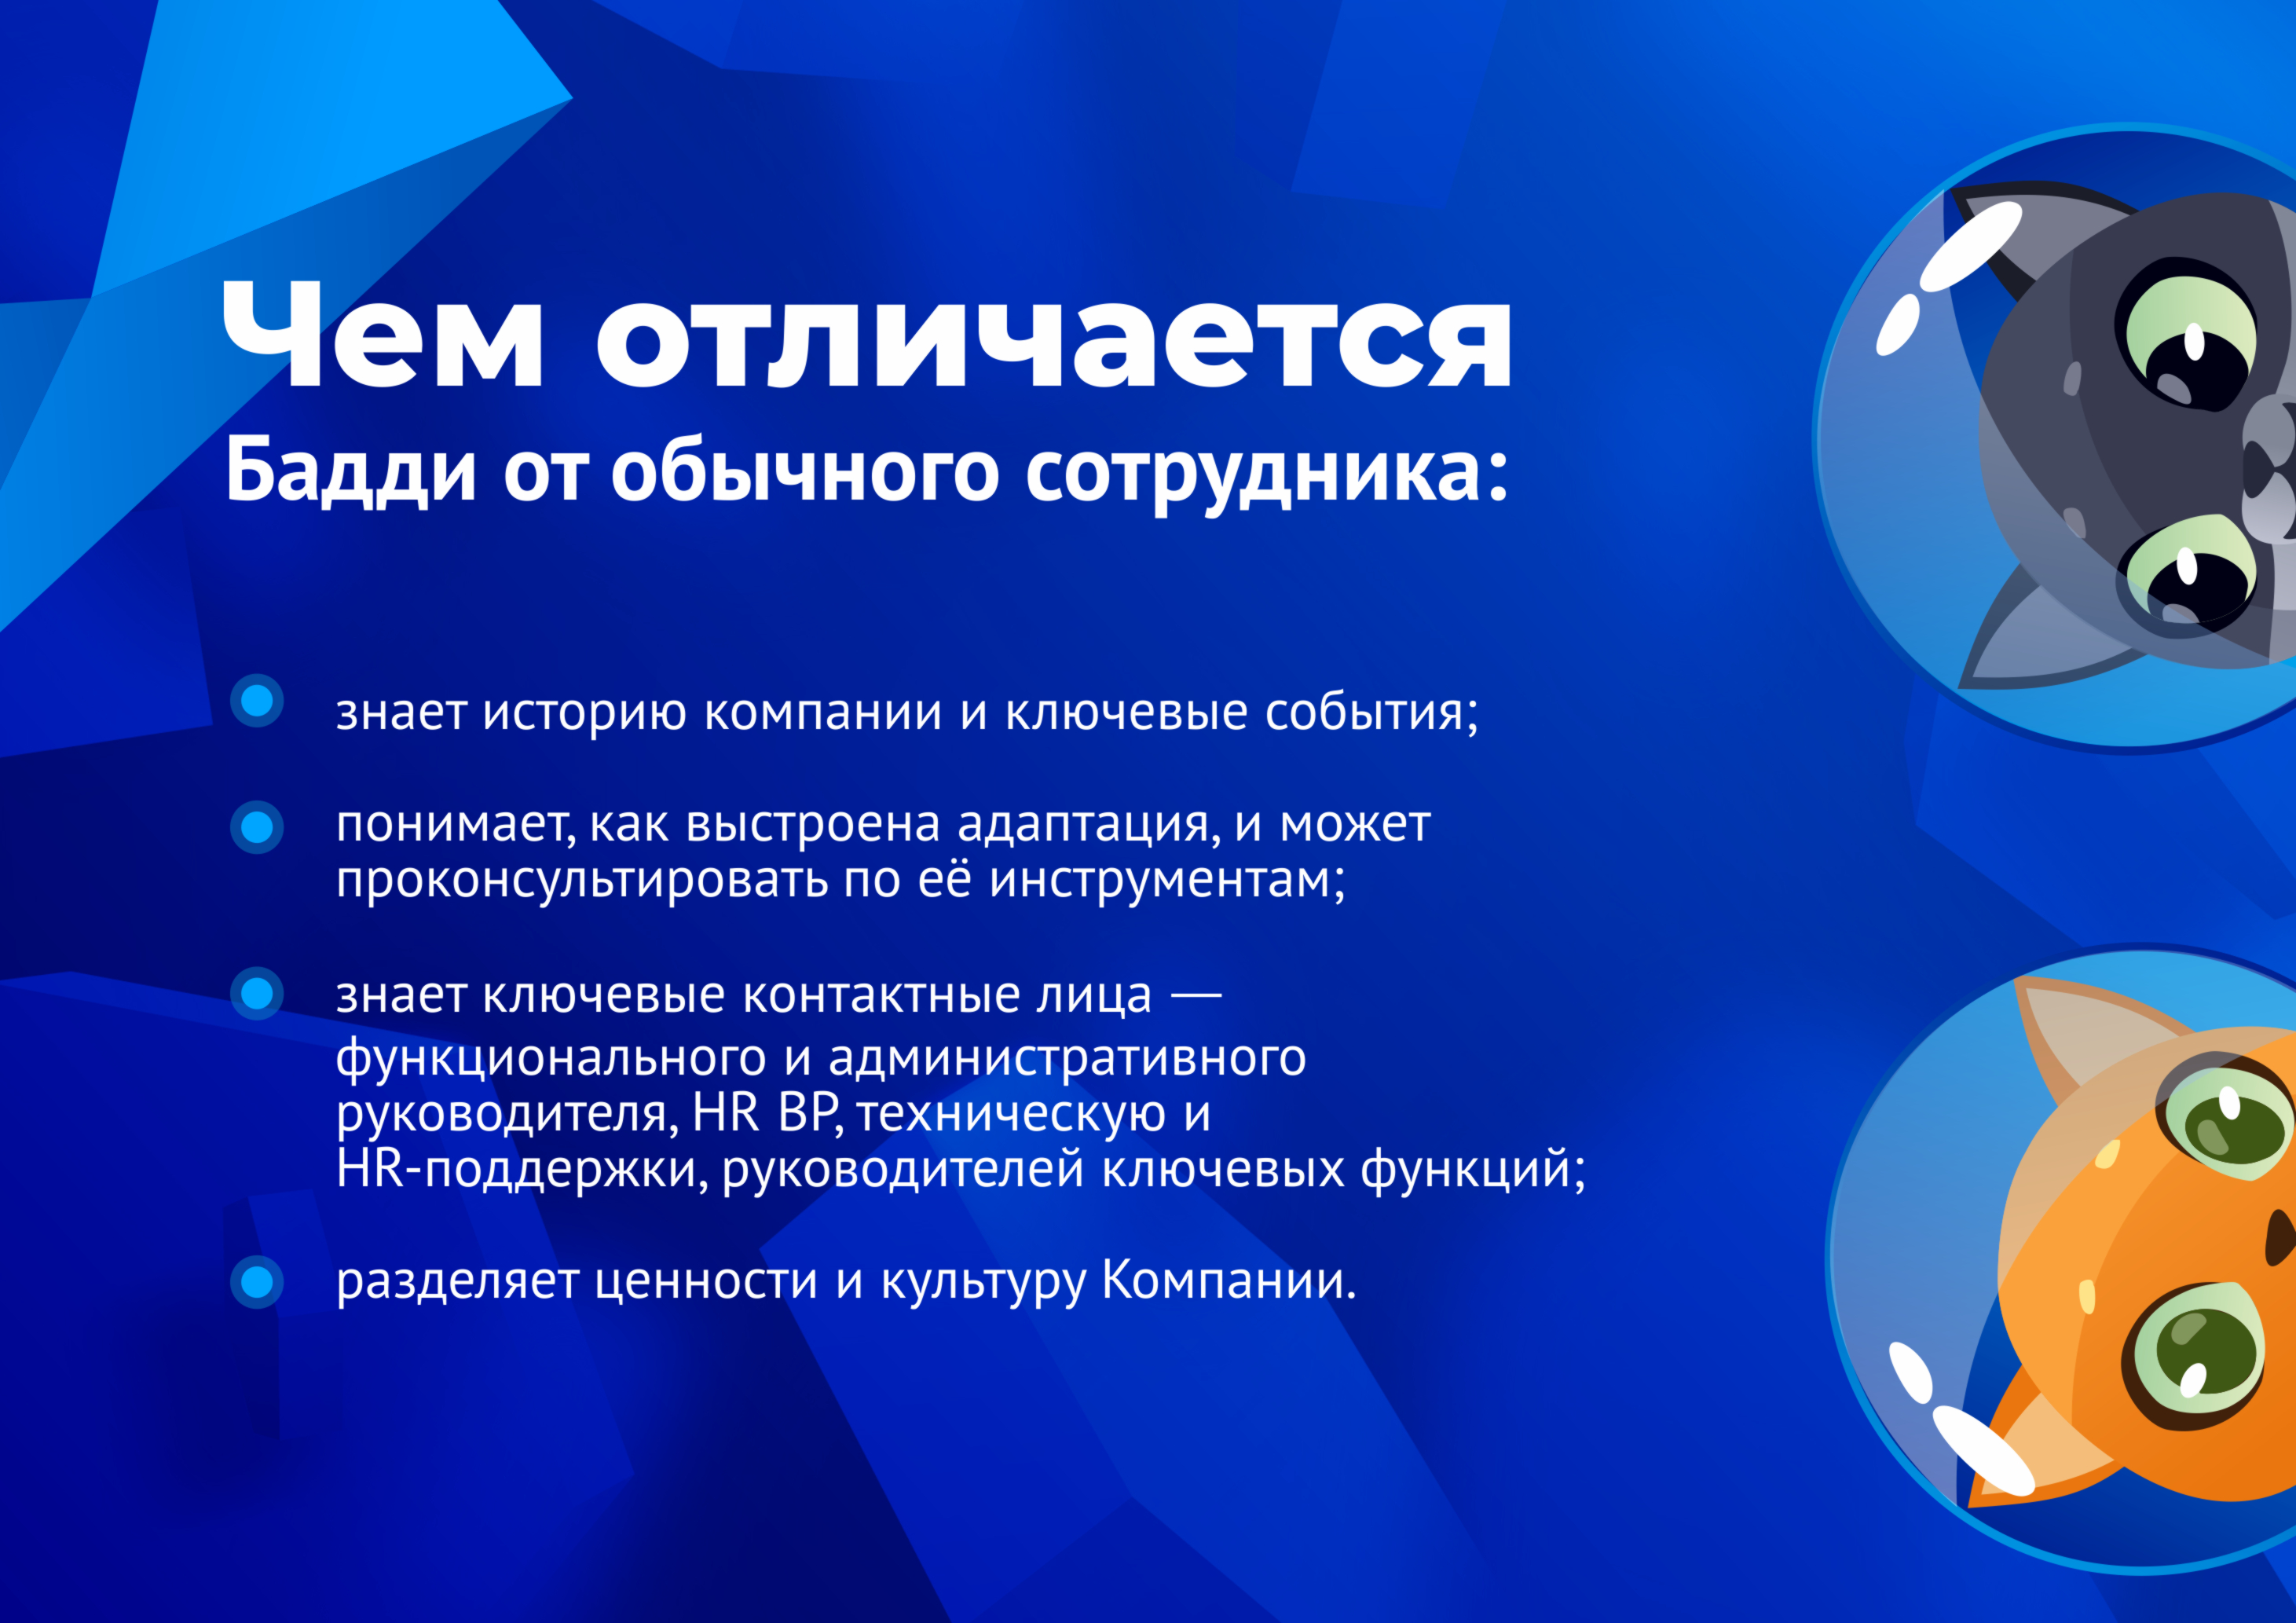 Чем отличается
Бадди от обычного сотрудника:
знает историю компании и ключевые события;
понимает, как выстроена адаптация, и может
проконсультировать по её инструментам;
знает ключевые контактные лица —
функционального и административного
руководителя, HR BP, техническую и
HR-поддержки, руководителей ключевых функций;
разделяет ценности и культуру Компании.